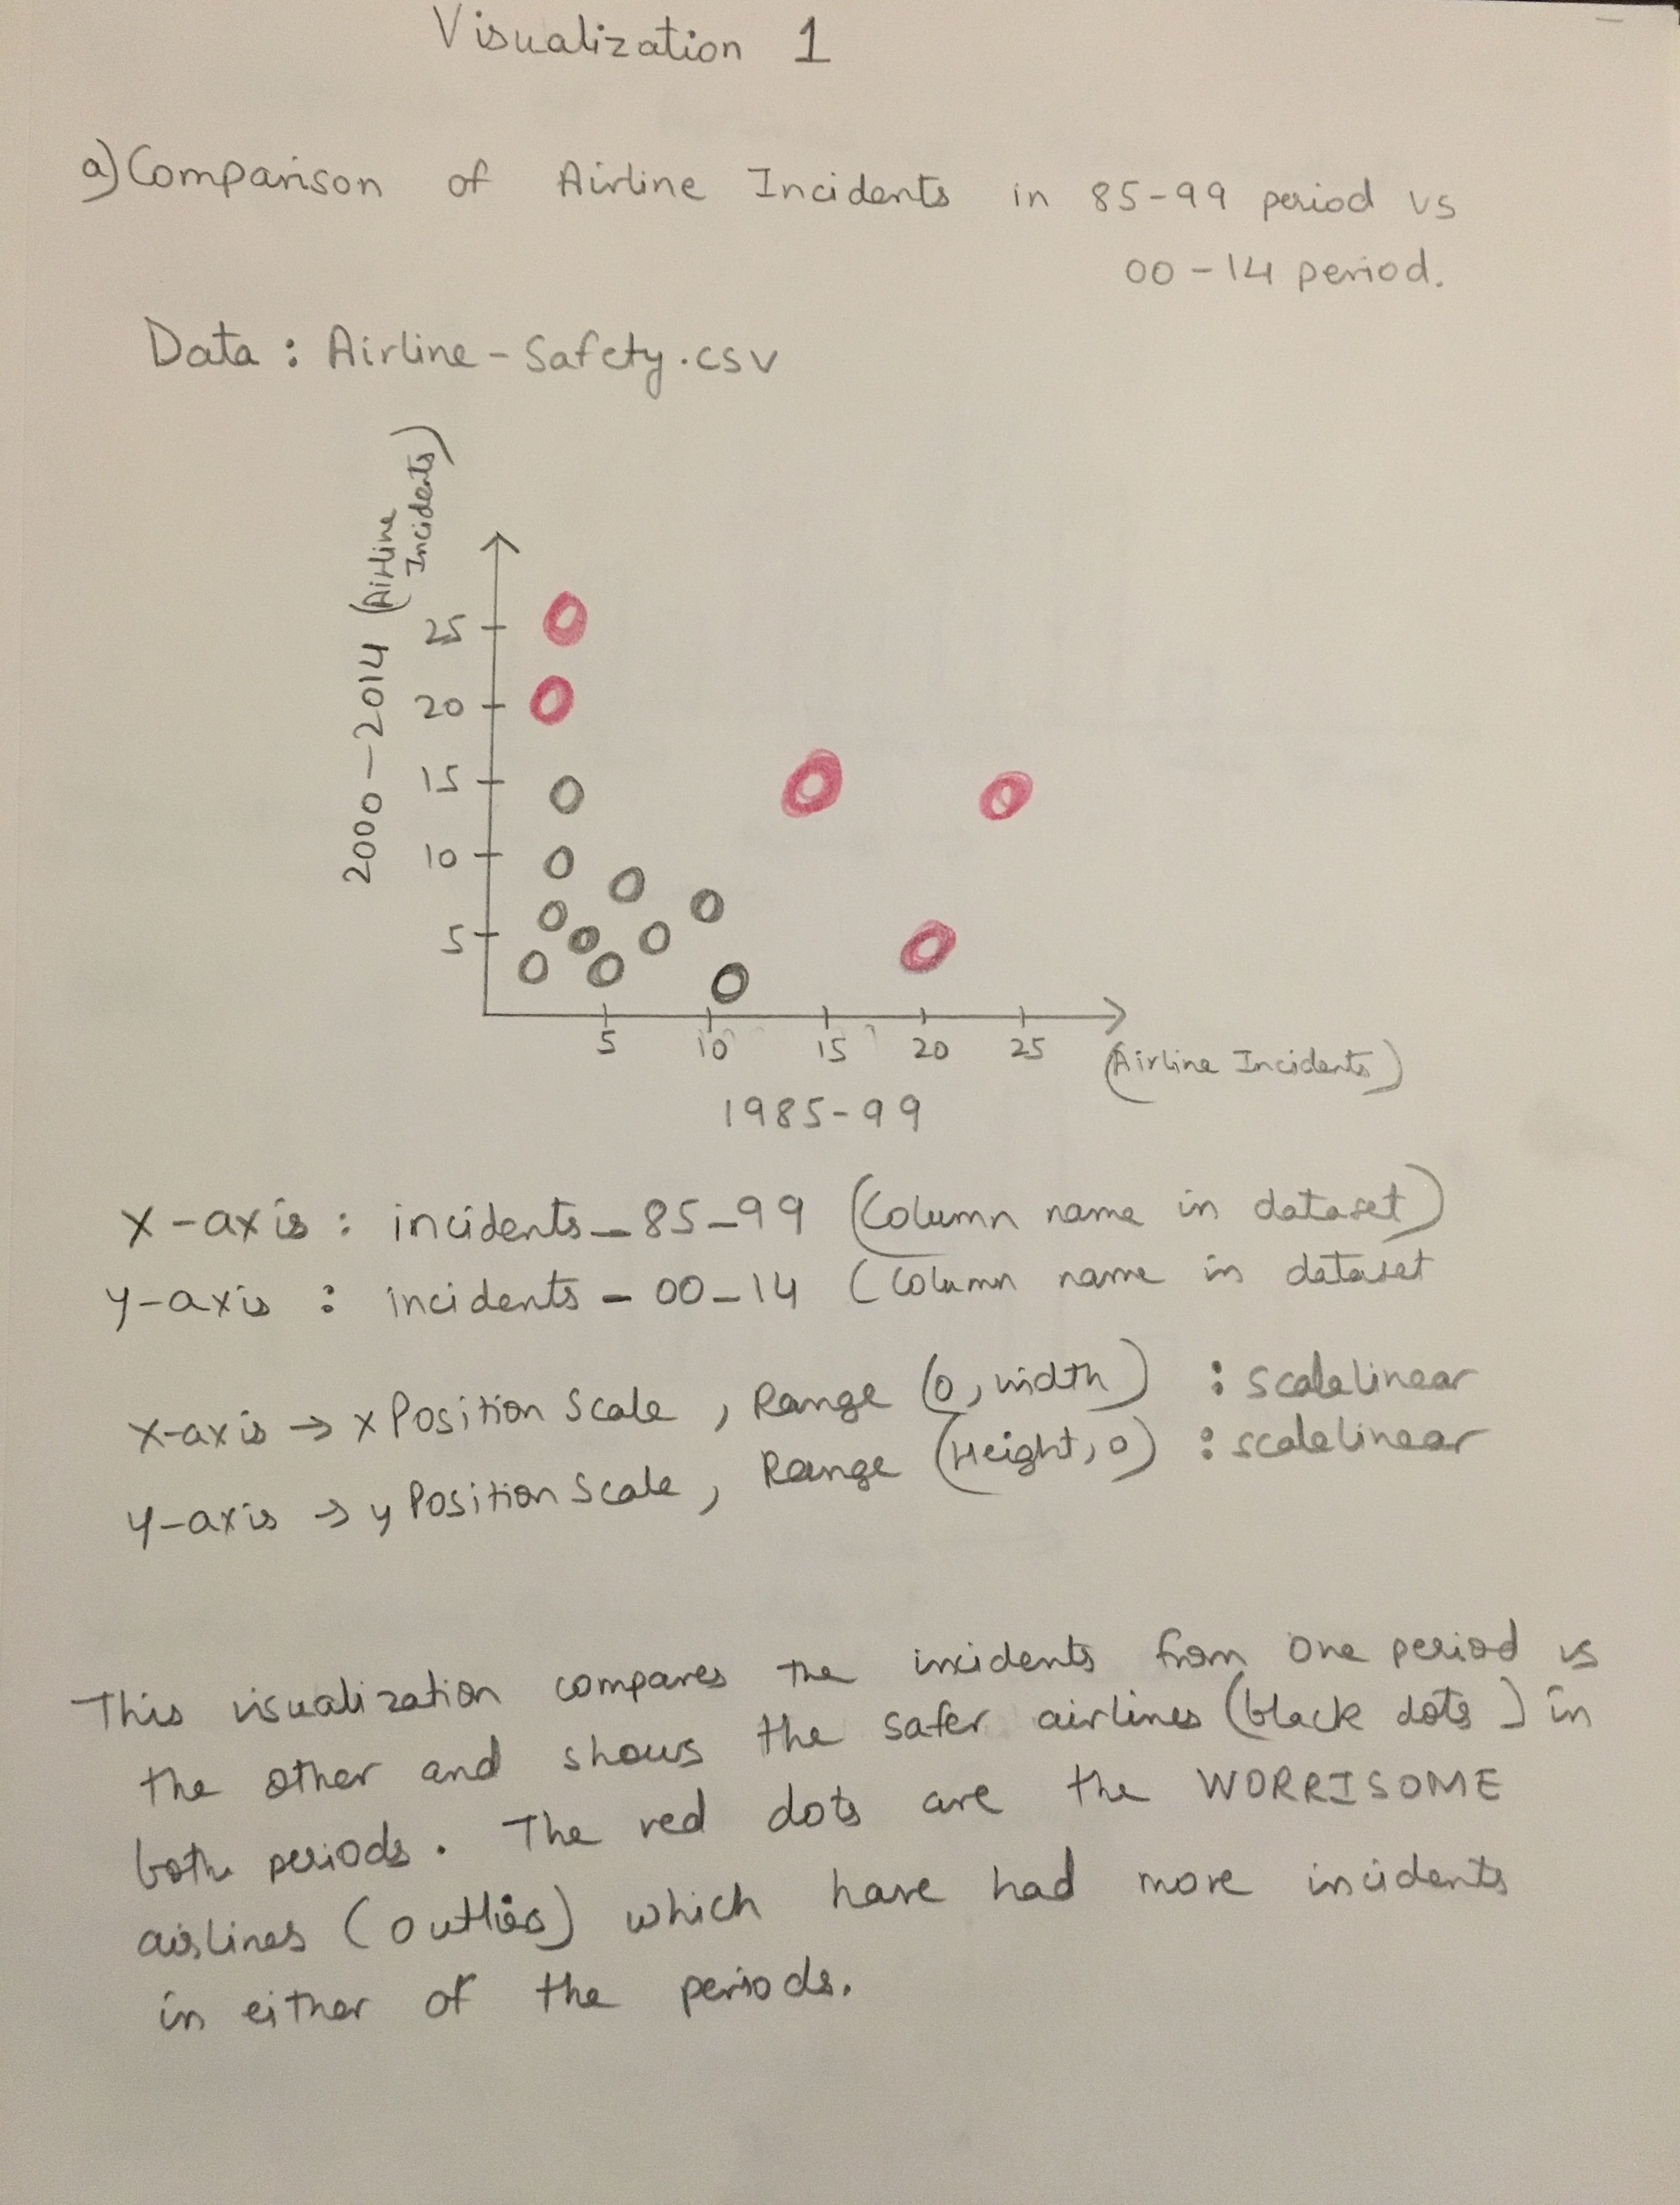 Visualization 1
a) Comparison of Airline Incidents in 85-99 period vs
00-14 period.
Data : Airline-Safety.csv
2000-2014 (Airline
Incidents)
25
20
15
10
5
5 10 15 20 25
(Airline Incidents)
1985-99
X-axis : incidents_85_99 (Column name in dataset)
y-axis : incidents_00_14 (Column name in dataset
X-axis → xPosition Scale , Range (0, width) : scaleLinear
y-axis → yPosition Scale , Range (Height, 0) : scaleLinear
This visualization compares the incidents from One period vs
the other and shows the safer airlines (black dots) in
both periods. The red dots are the WORRISOME
airlines (outliers) which have had more incidents
in either of the periods.